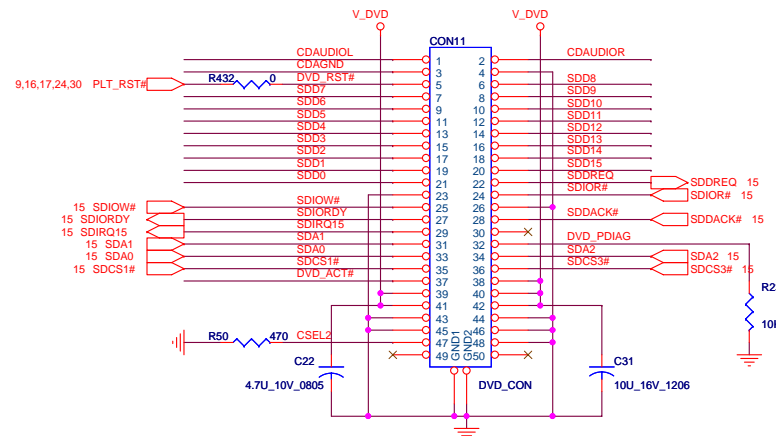 V_DVD V_DVD
CON11
CDAUDIOL 1 2 CDAUDIOR
CDAGND 3 4
9,16,17,24,30 PLT_RST# R432 0 DVD_RST# 5 6 SDD8
SDD7 7 8 SDD9
SDD6 9 10 SDD10
SDD5 11 12 SDD11
SDD4 13 14 SDD12
SDD3 15 16 SDD13
SDD2 17 18 SDD14
SDD1 19 20 SDD15
SDD0 21 22 SDDREQ SDDREQ 15
23 24 SDIOR# SDIOR# 15
15 SDIOW# SDIOW# 25 26
15 SDIORDY SDIORDY 27 28 SDDACK# SDDACK# 15
15 SDIRQ15 SDIRQ15 29 30
15 SDA1 SDA1 31 32 DVD_PDIAG
15 SDA0 SDA0 33 34 SDA2 SDA2 15
15 SDCS1# SDCS1# 35 36 SDCS3# SDCS3# 15
DVD_ACT# 37 38
39 40
41 42
43 44
45 46
R50 470 CSEL2 47 48
49 GND1 GND2 50
C22
4.7U_10V_0805
DVD_CON
C31
10U_16V_1206